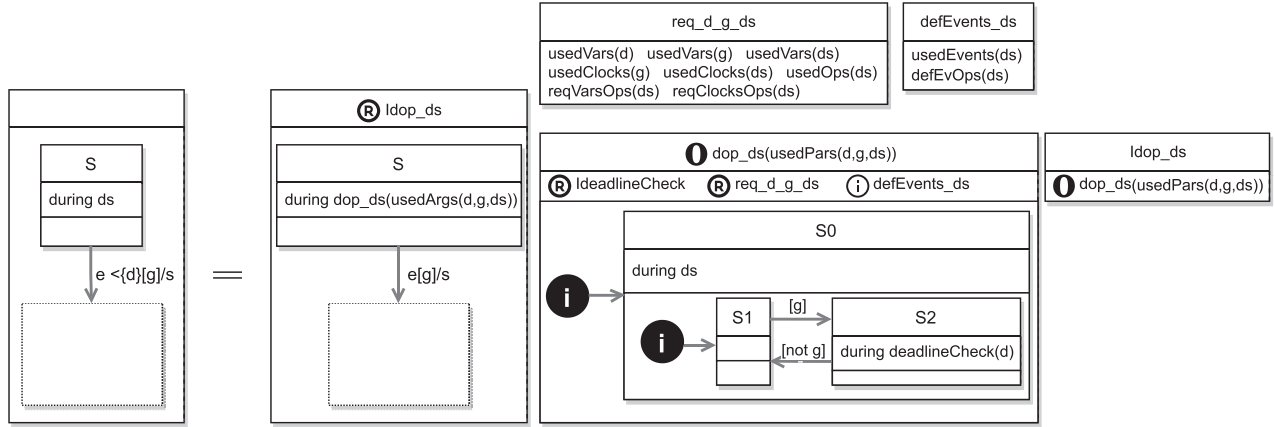 req_d_g_ds
usedVars(d) usedVars(g) usedVars(ds)
usedClocks(g) usedClocks(ds) usedOps(ds)
reqVarsOps(ds) reqClocksOps(ds)
defEvents_ds
usedEvents(ds)
defEvOps(ds)
S
during ds
e <{d}[g]/s
=
R Idop_ds
S
during dop_ds(usedArgs(d,g,ds))
e[g]/s
O dop_ds(usedPars(d,g,ds))
R IdeadlineCheck R req_d_g_ds i defEvents_ds
S0
during ds
i
i
S1
[g]
[not g]
S2
during deadlineCheck(d)
Idop_ds
O dop_ds(usedPars(d,g,ds))